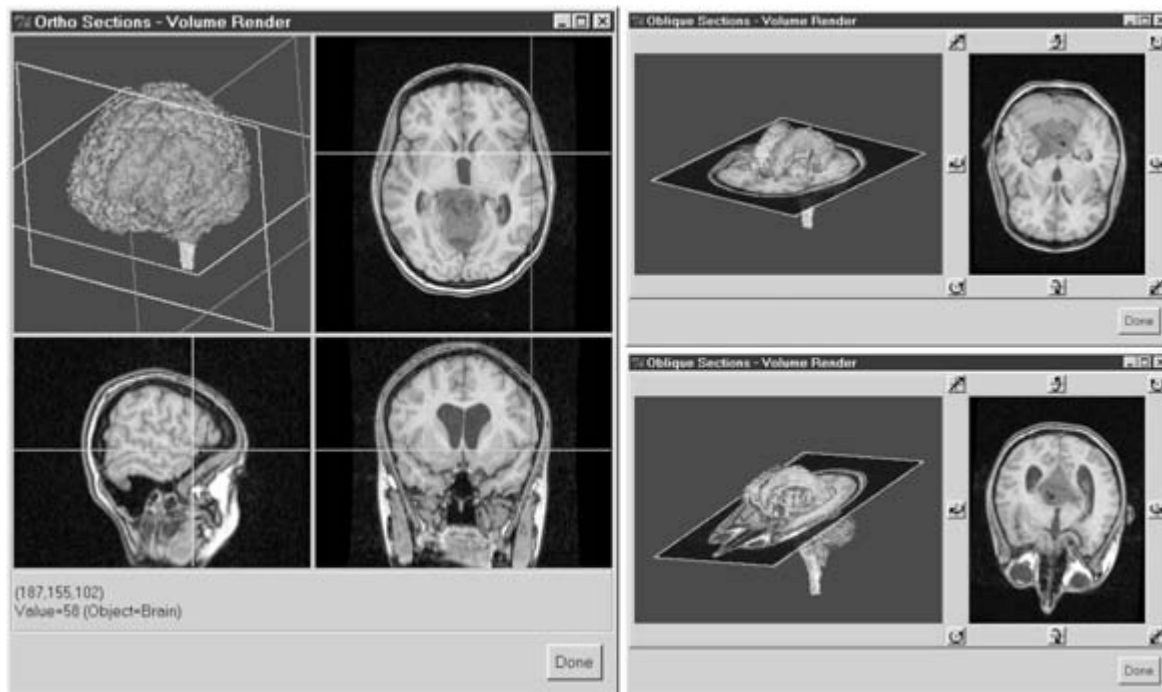 Ortho Sections - Volume Render
(187,155,102)
Value=58 (Object=Brain)
Done
Oblique Sections - Volume Render
Done
Oblique Sections - Volume Render
Done